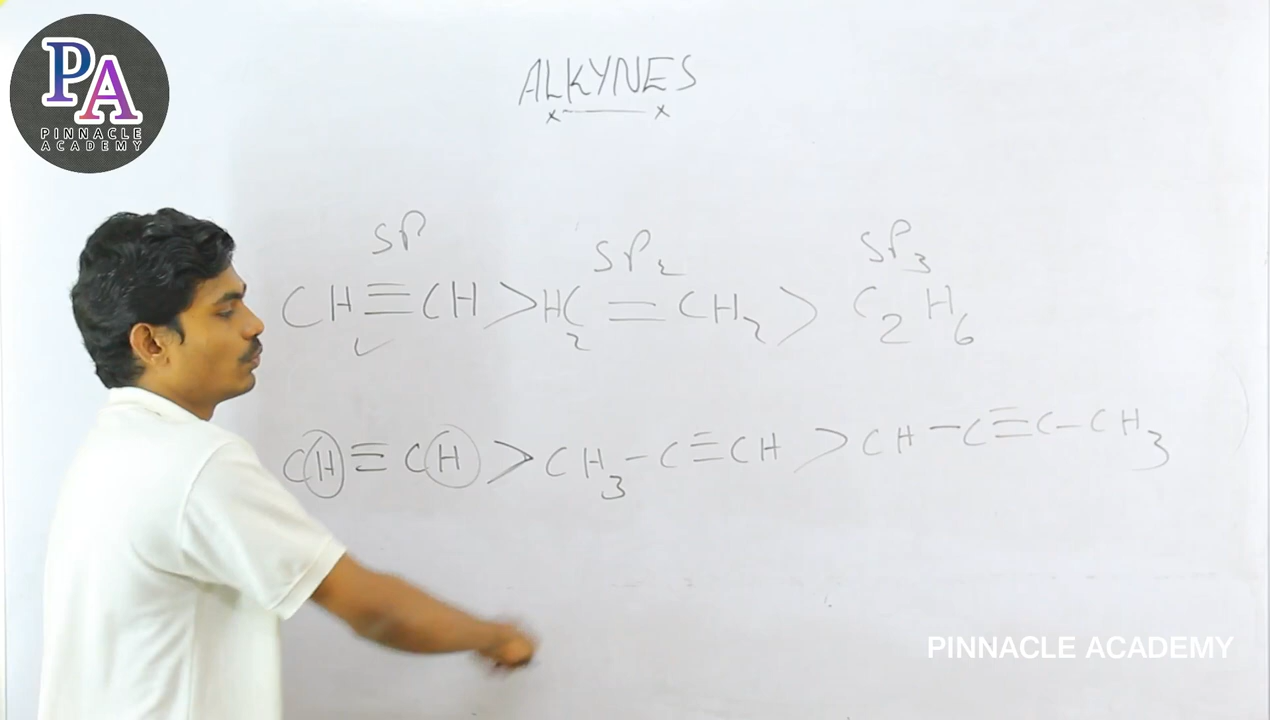 PA
PINNACLE
ACADEMY
ALKYNES
SP SP2 SP3
CH≡CH > H2C=CH2 > C2H6
CH≡CH > CH3-C≡CH > CH-C≡C-CH3
PINNACLE ACADEMY